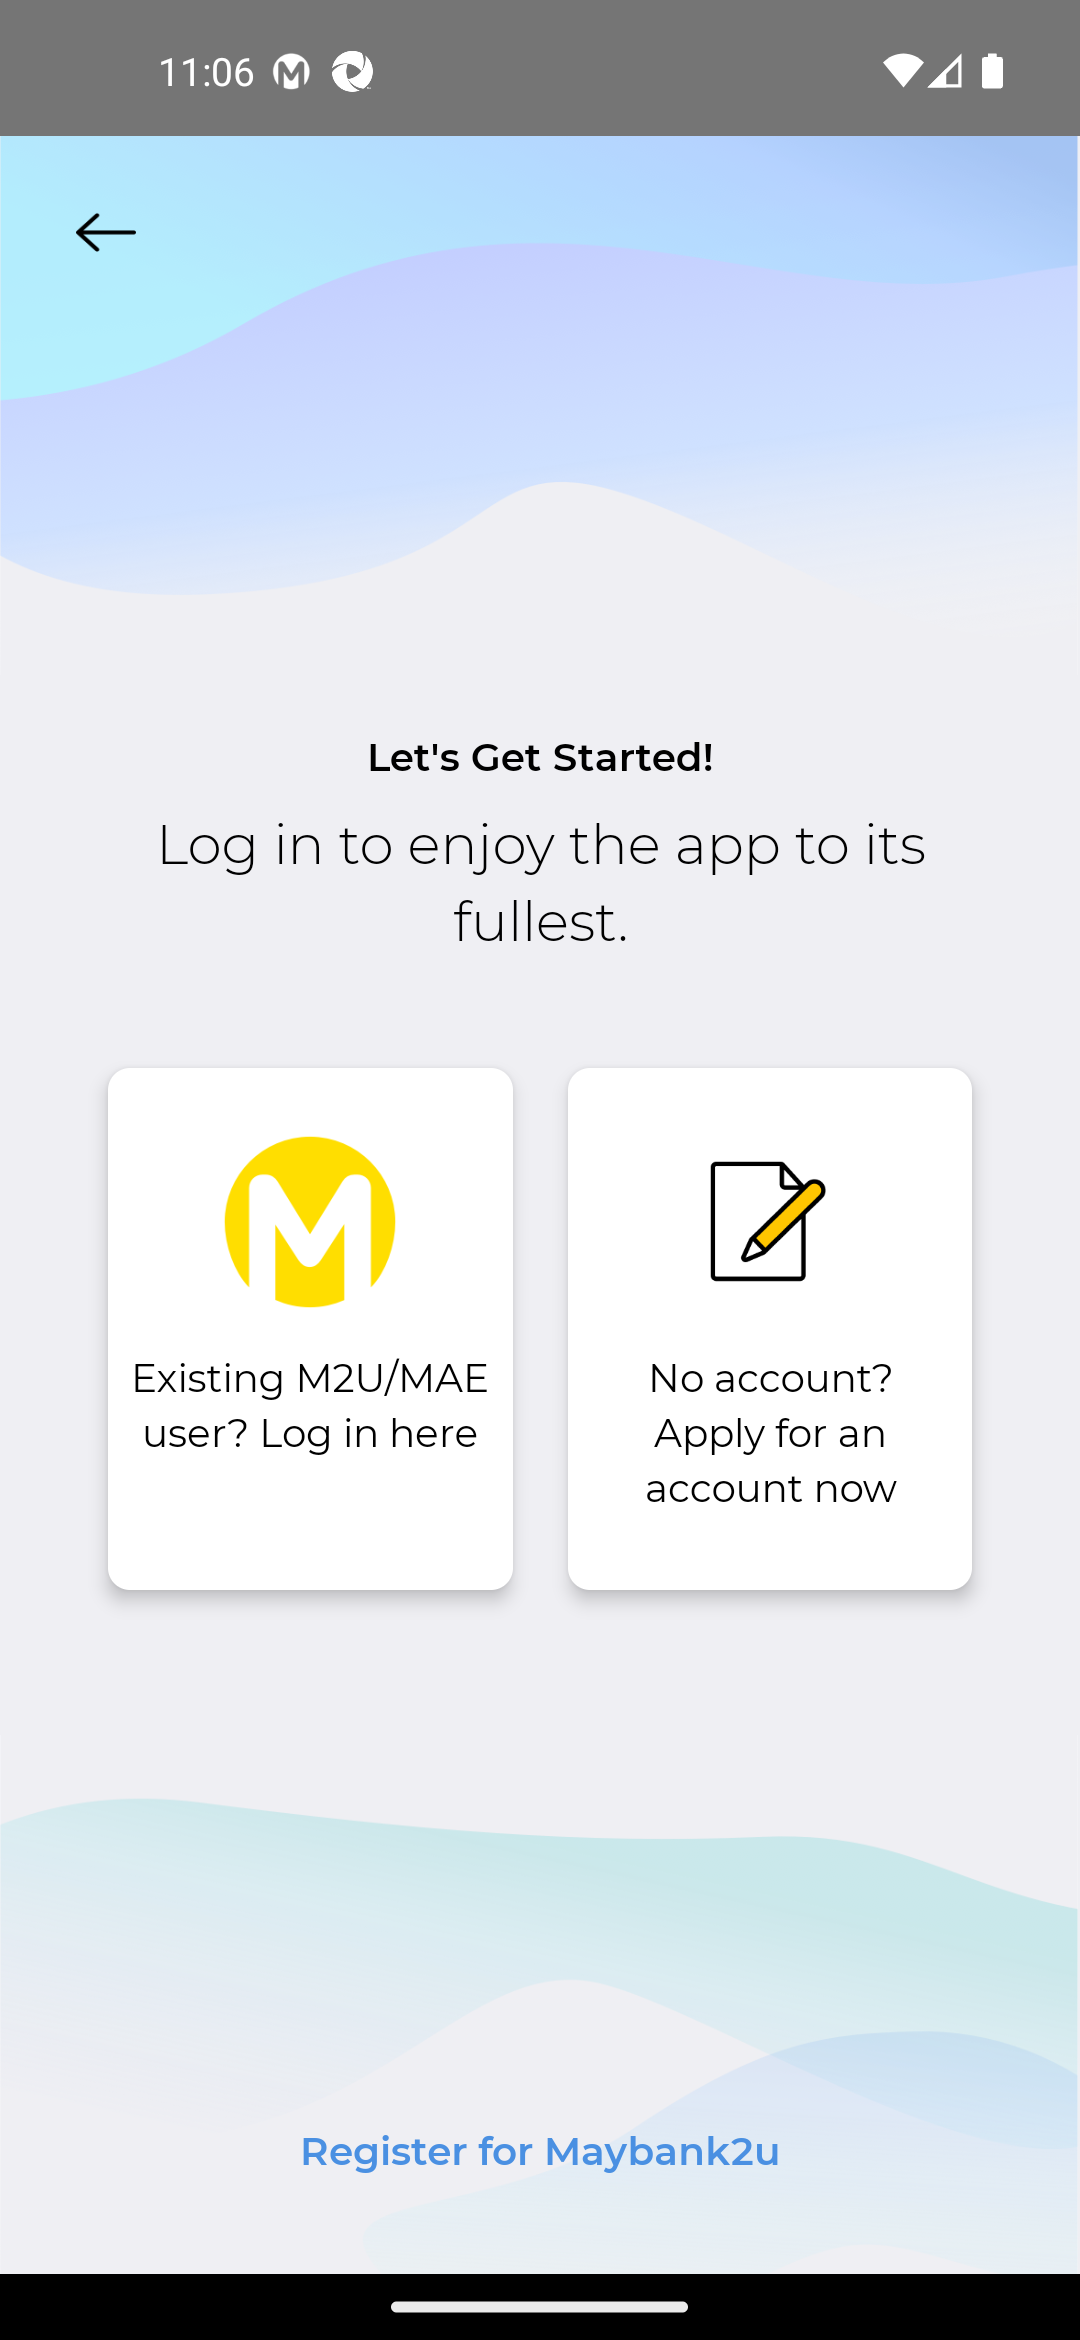 11:06
Let's Get Started!
Log in to enjoy the app to its
fullest.
Existing M2U/MAE
user? Log in here
No account?
Apply for an
account now
Register for Maybank2u